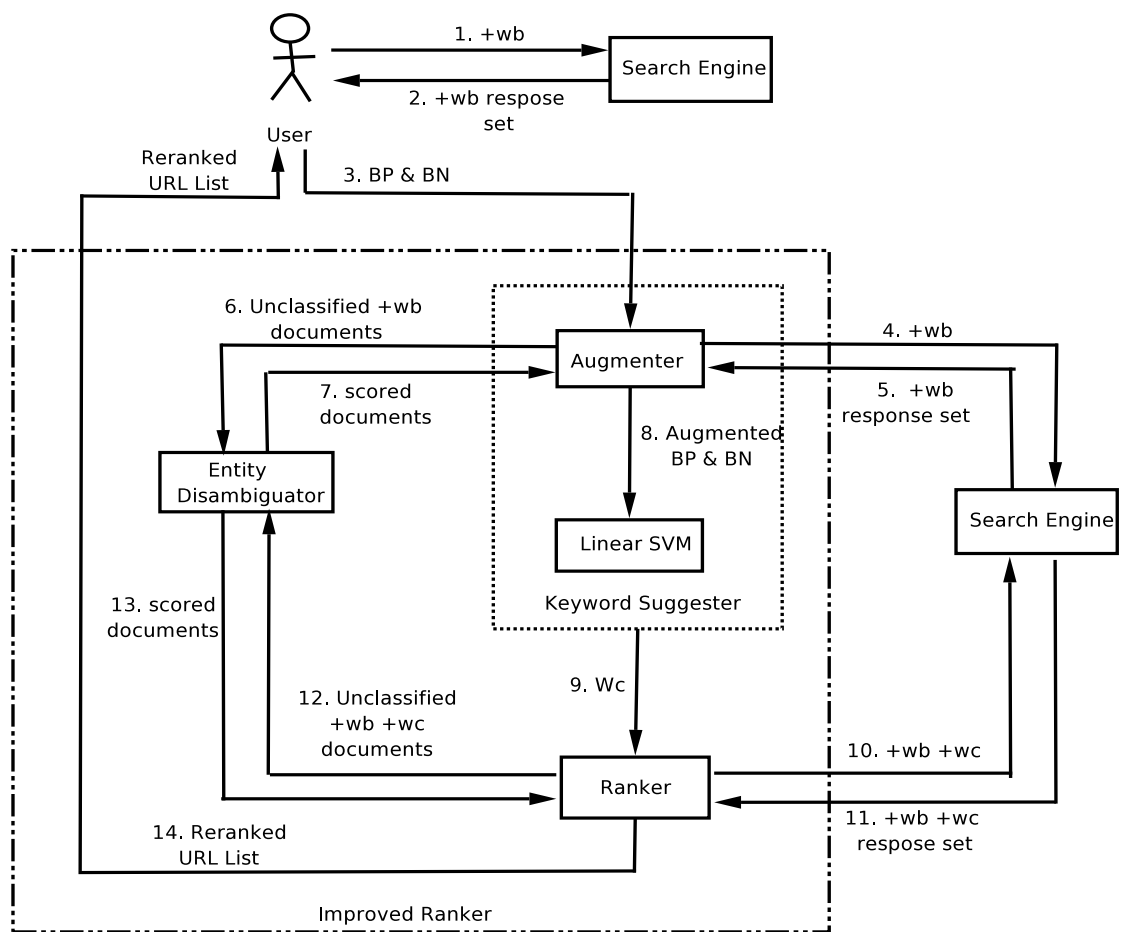 1. +wb
Search Engine
2. +wb respose
set
User
Reranked
URL List
3. BP & BN
6. Unclassified +wb
documents
4. +wb
Augmenter
7. scored
documents
5. +wb
response set
8. Augmented
BP & BN
Entity
Disambiguator
Search Engine
Linear SVM
Keyword Suggester
13. scored
documents
9. Wc
12. Unclassified
+wb +wc
documents
10. +wb +wc
Ranker
11. +wb +wc
respose set
14. Reranked
URL List
Improved Ranker